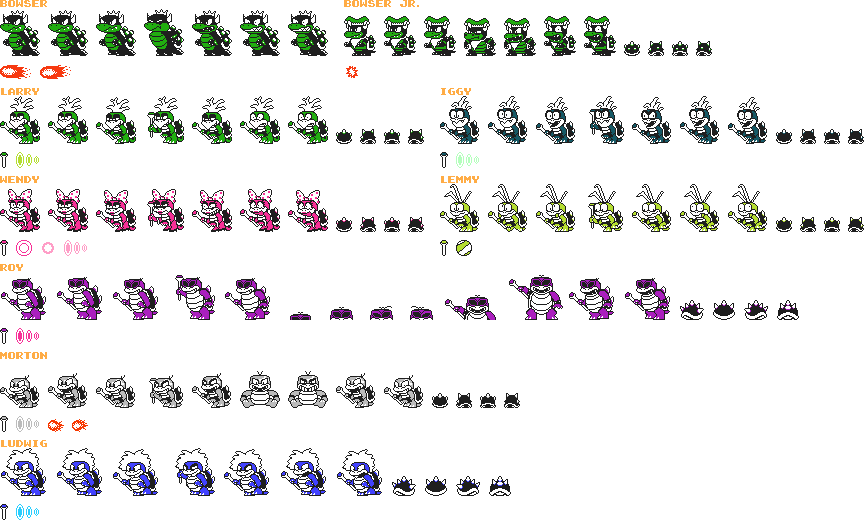 BOWSER
BOWSER JR.
LARRY
IGGY
WENDY
LEMMY
ROY
MORTON
LUDWIG